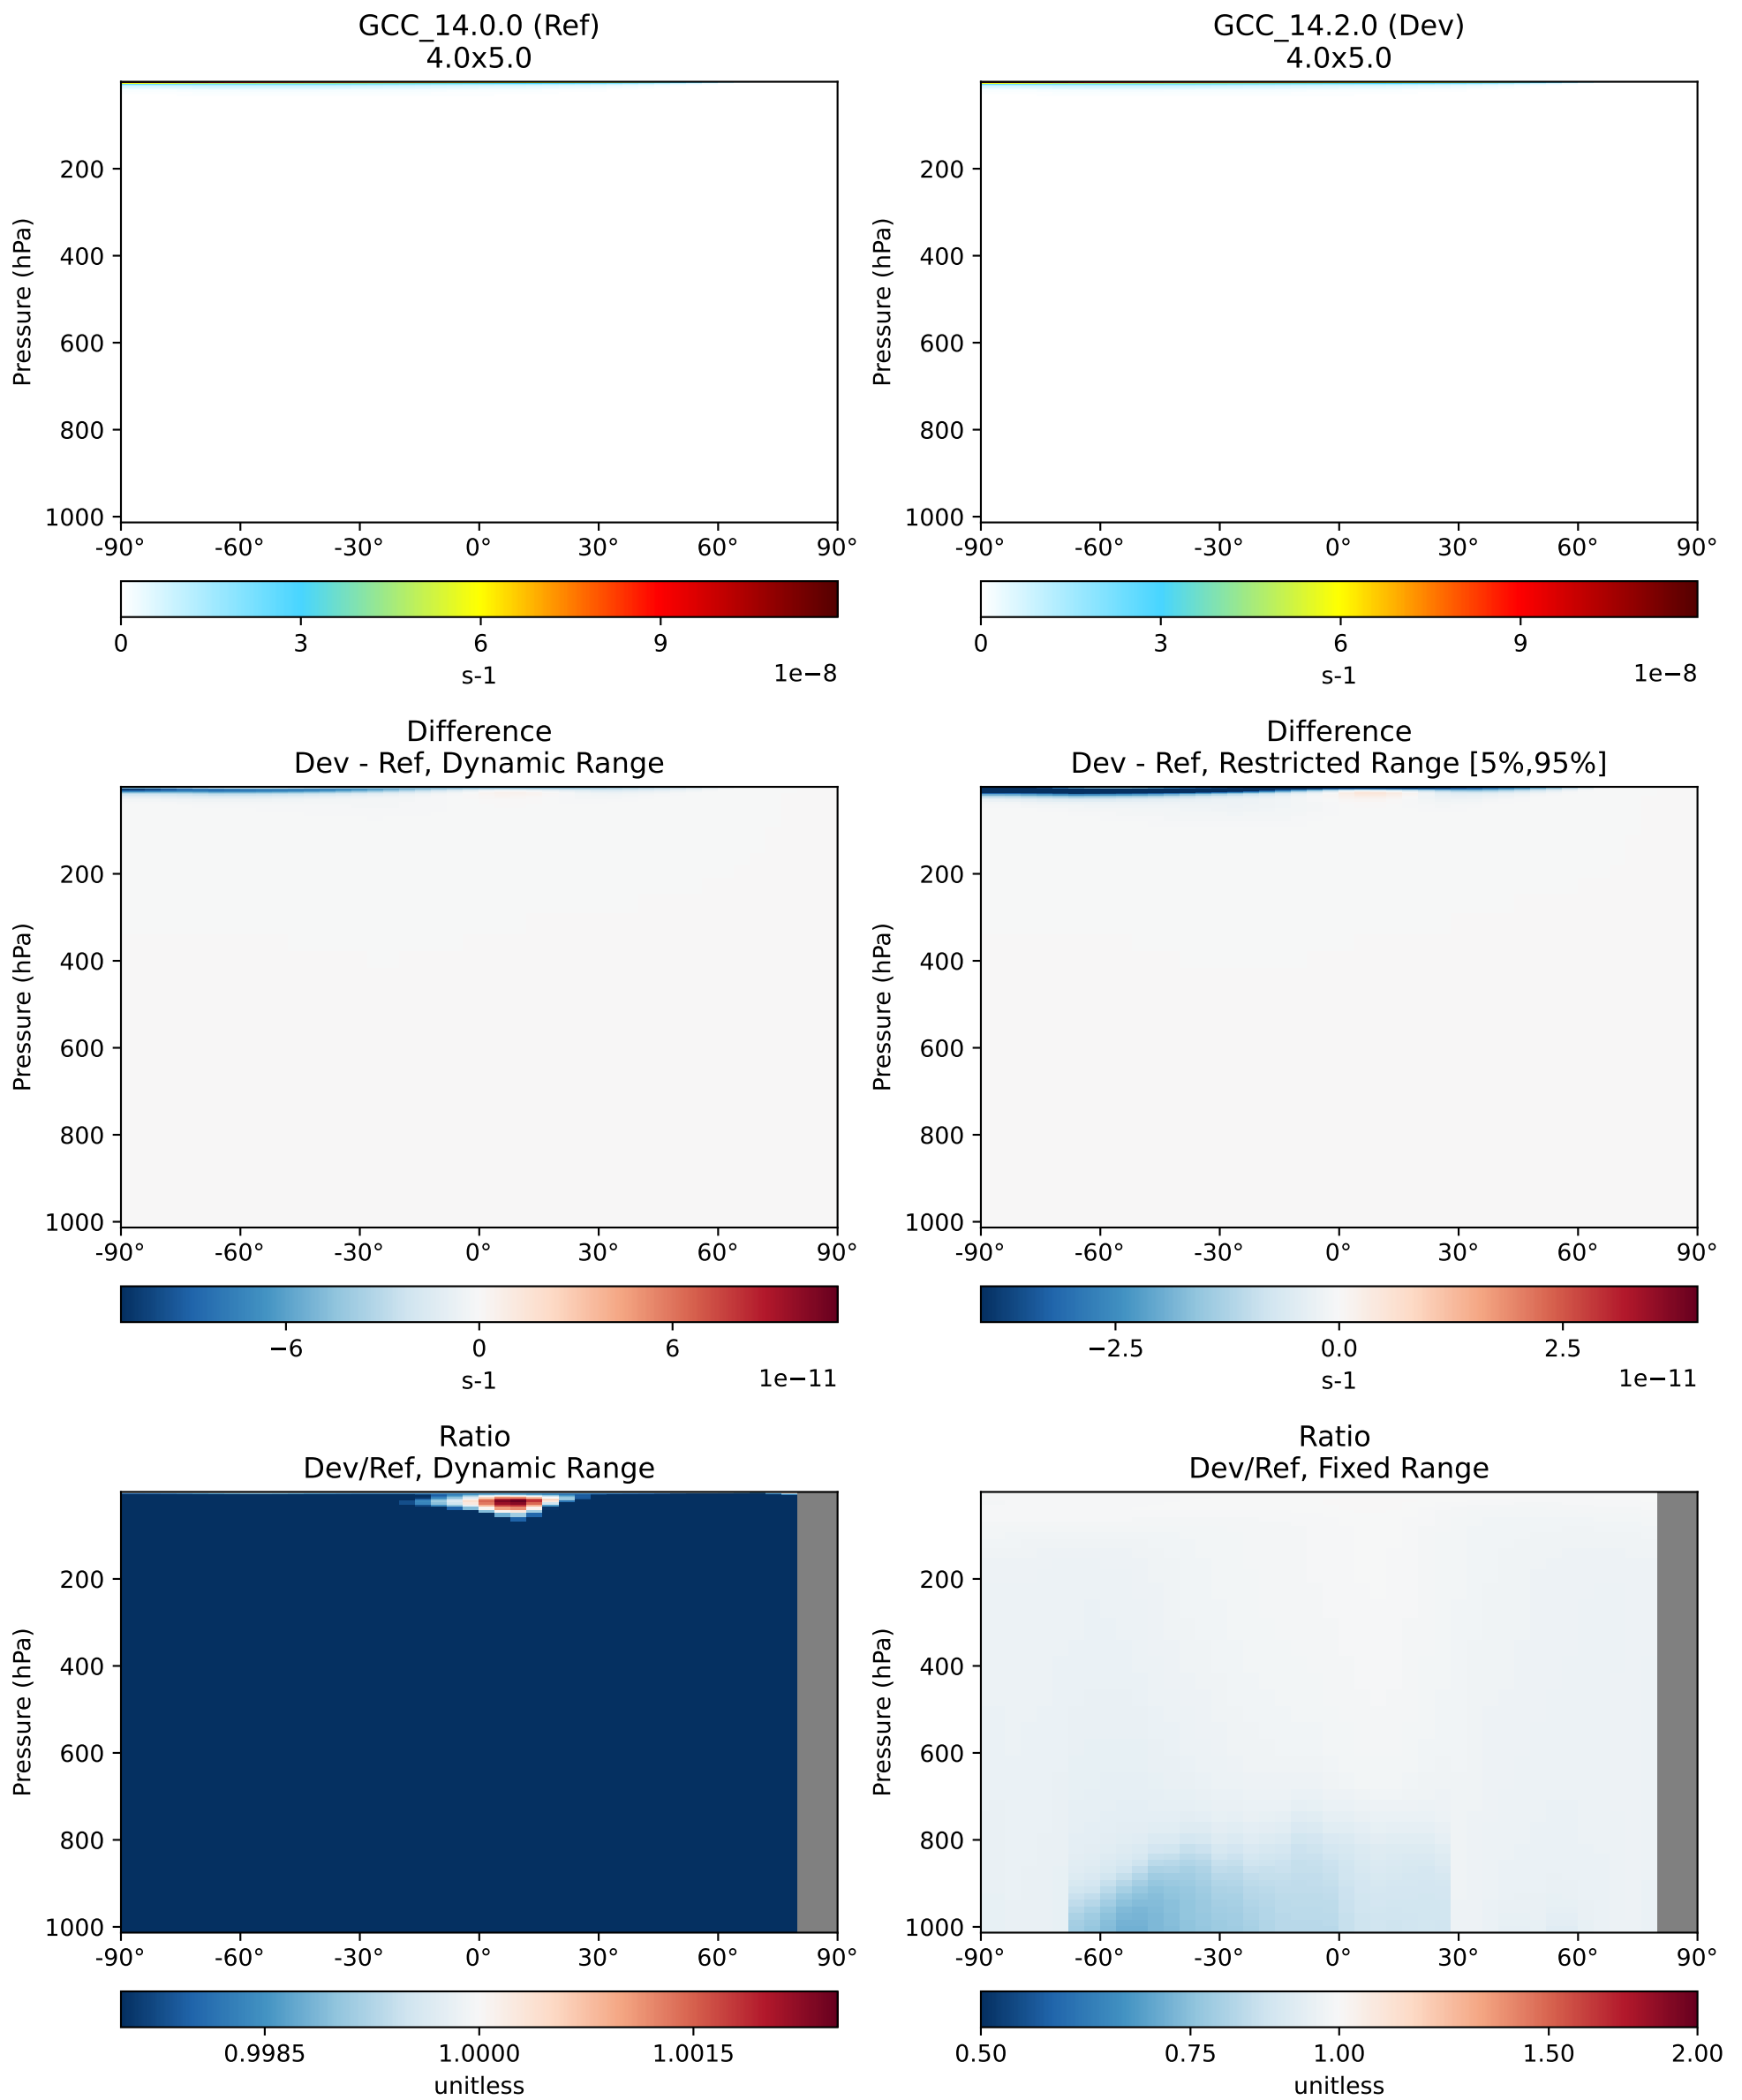 GCC_14.0.0 (Ref)
4.0x5.0
GCC_14.2.0 (Dev)
4.0x5.0
Pressure (hPa)
200
400
600
800
1000
-90° -60° -30° 0° 30° 60° 90°
0 3 6 9
s-1
1e−8
Pressure (hPa)
200
400
600
800
1000
-90° -60° -30° 0° 30° 60° 90°
0 3 6 9
s-1
1e−8
Difference
Dev - Ref, Dynamic Range
Difference
Dev - Ref, Restricted Range [5%,95%]
Pressure (hPa)
200
400
600
800
1000
-90° -60° -30° 0° 30° 60° 90°
−6 0 6
s-1
1e−11
Pressure (hPa)
200
400
600
800
1000
-90° -60° -30° 0° 30° 60° 90°
−2.5 0.0 2.5
s-1
1e−11
Ratio
Dev/Ref, Dynamic Range
Ratio
Dev/Ref, Fixed Range
Pressure (hPa)
200
400
600
800
1000
-90° -60° -30° 0° 30° 60° 90°
0.9985 1.0000 1.0015
unitless
Pressure (hPa)
200
400
600
800
1000
-90° -60° -30° 0° 30° 60° 90°
0.50 0.75 1.00 1.50 2.00
unitless